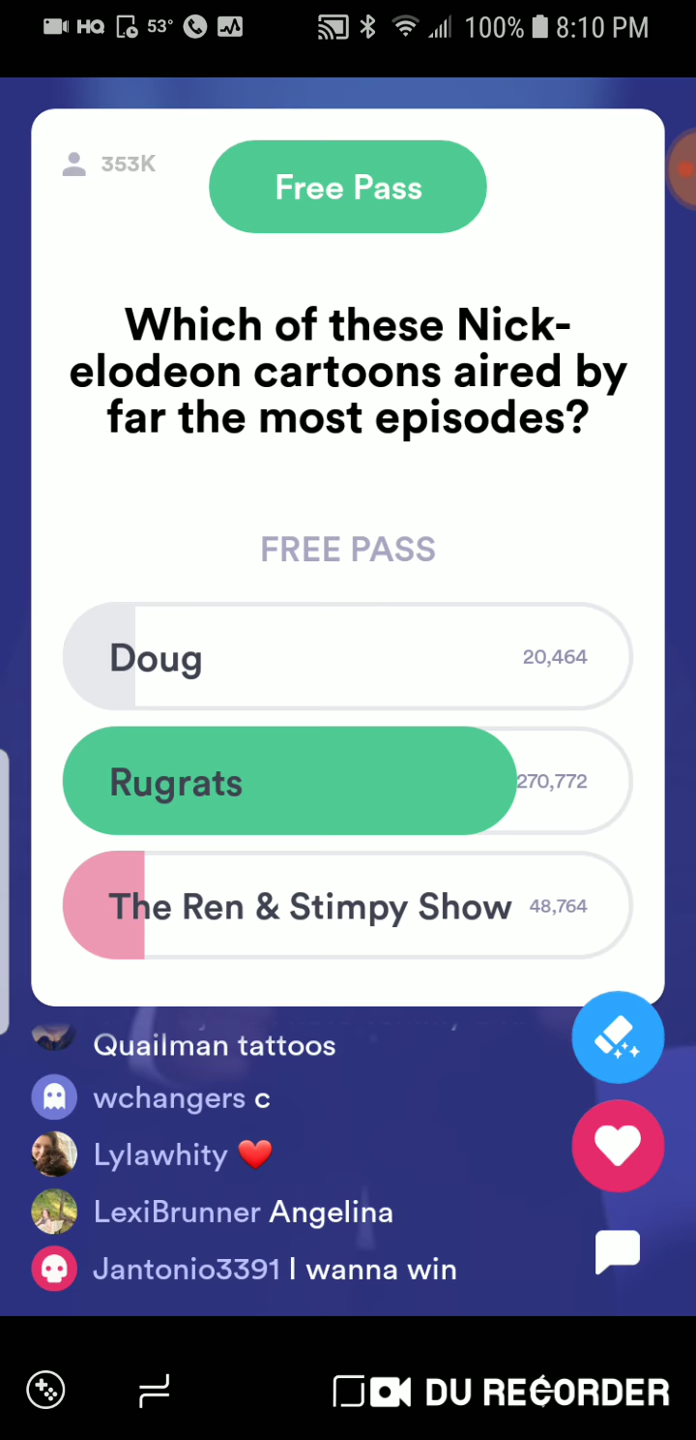 HQ 53° 100% 8:10 PM
353K
Free Pass
Which of these Nick-
elodeon cartoons aired by
far the most episodes?
FREE PASS
Doug 20,464
Rugrats 270,772
The Ren & Stimpy Show 48,764
Quailman tattoos
wchangers c
Lylawhity ❤️
LexiBrunner Angelina
Jantonio3391 I wanna win
DU RECORDER